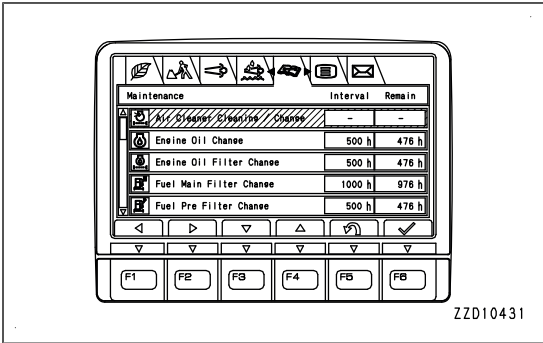 Maintenance Interval Remain
Air Cleaner Cleaning / Change - -
Engine Oil Change 500 h 476 h
Engine Oil Filter Change 500 h 476 h
Fuel Main Filter Change 1000 h 976 h
Fuel Pre Filter Change 500 h 476 h
F1 F2 F3 F4 F5 F6
ZZD10431